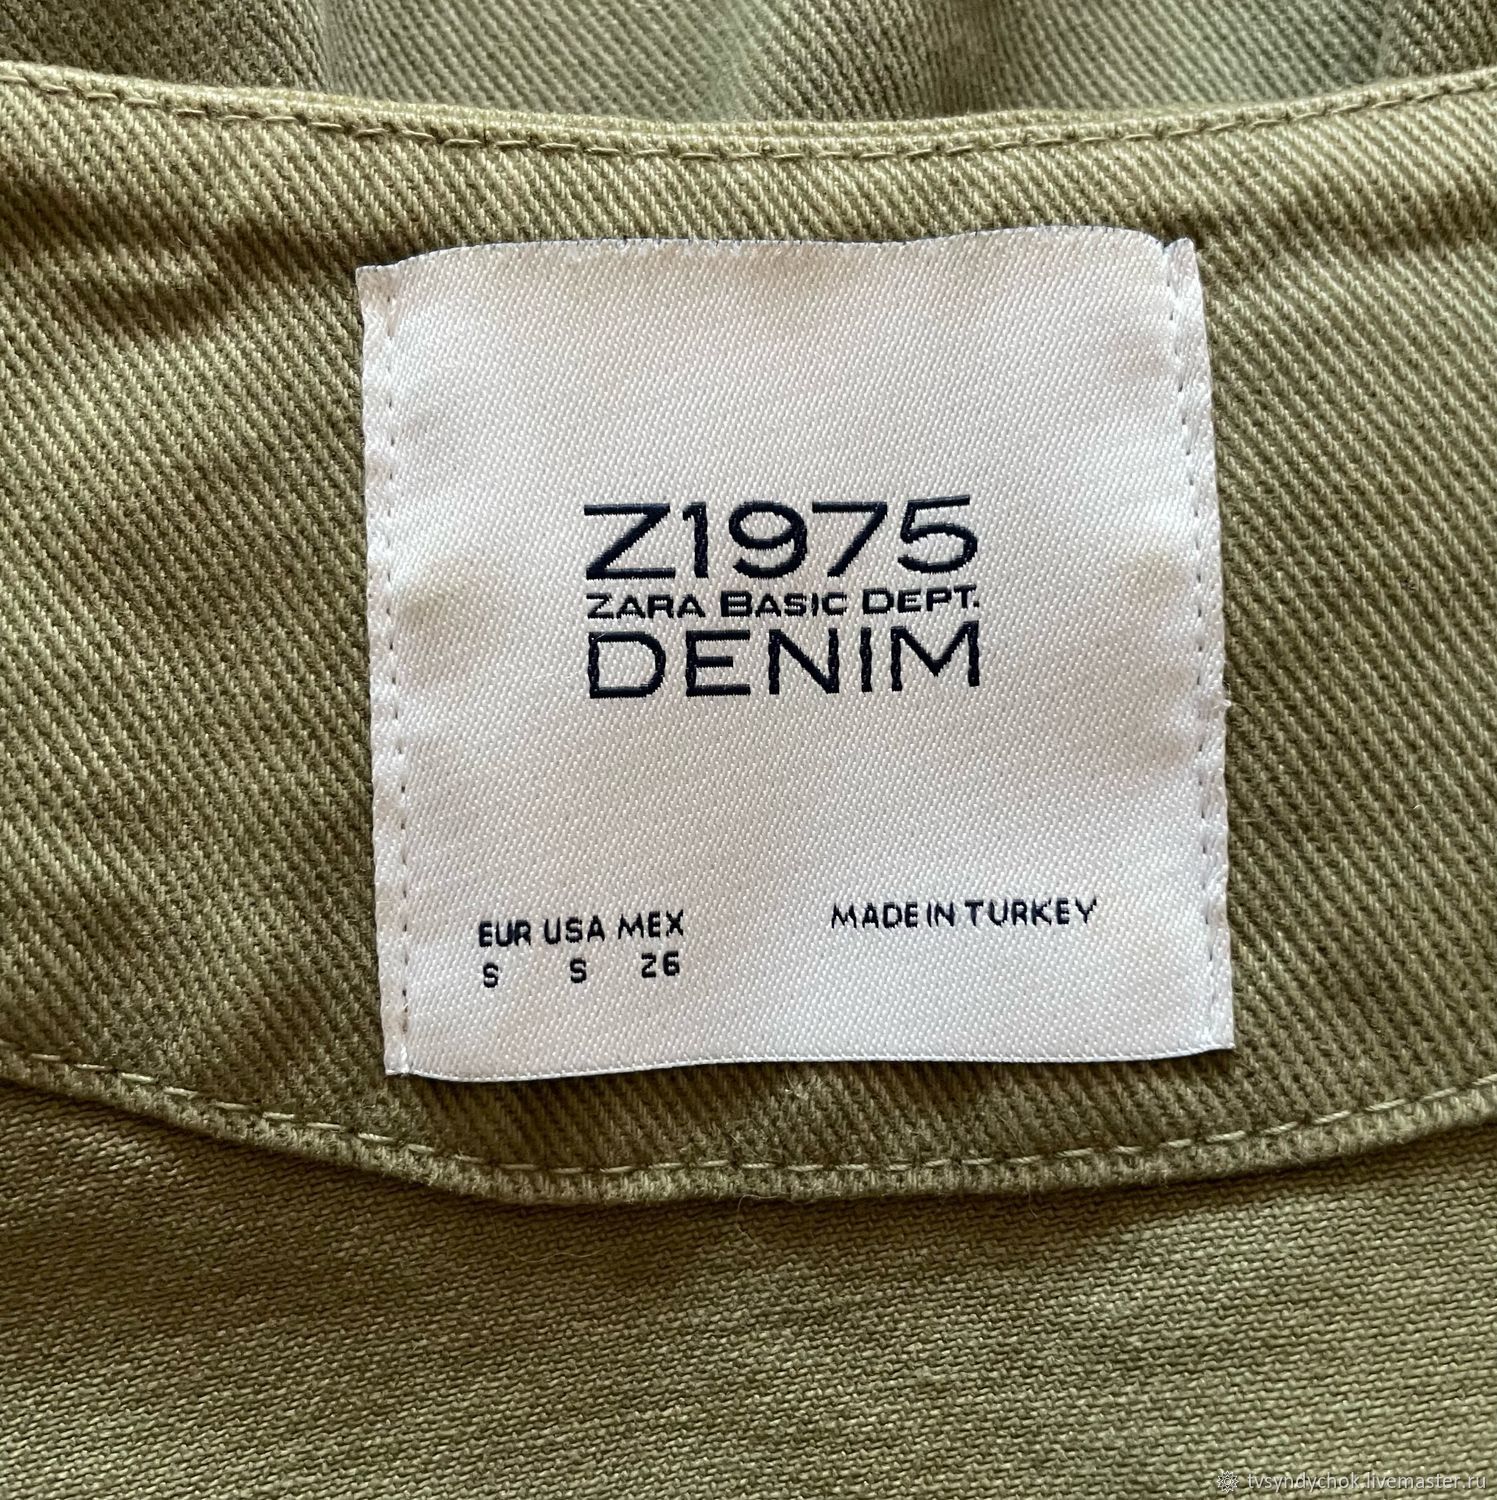 Z1975
ZARA BASIC DEPT.
DENIM
EUR USA MEX
S S 26
MADE IN TURKEY
tvsyndychok.livemaster.ru